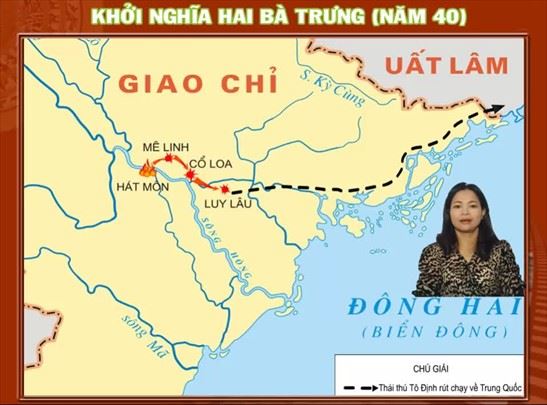 KHỞI NGHĨA HAI BÀ TRƯNG (NĂM 40)
UẤT LÂM
GIAO CHỈ
S. Kỳ Cùng
MÊ LINH
CỔ LOA
HÁT MÔN
LUY LÂU
SÔNG HỒNG
ĐÔNG HẢI
(BIỂN ĐÔNG)
sông Mã
CHÚ GIẢI
Thái thú Tô Định rút chạy về Trung Quốc